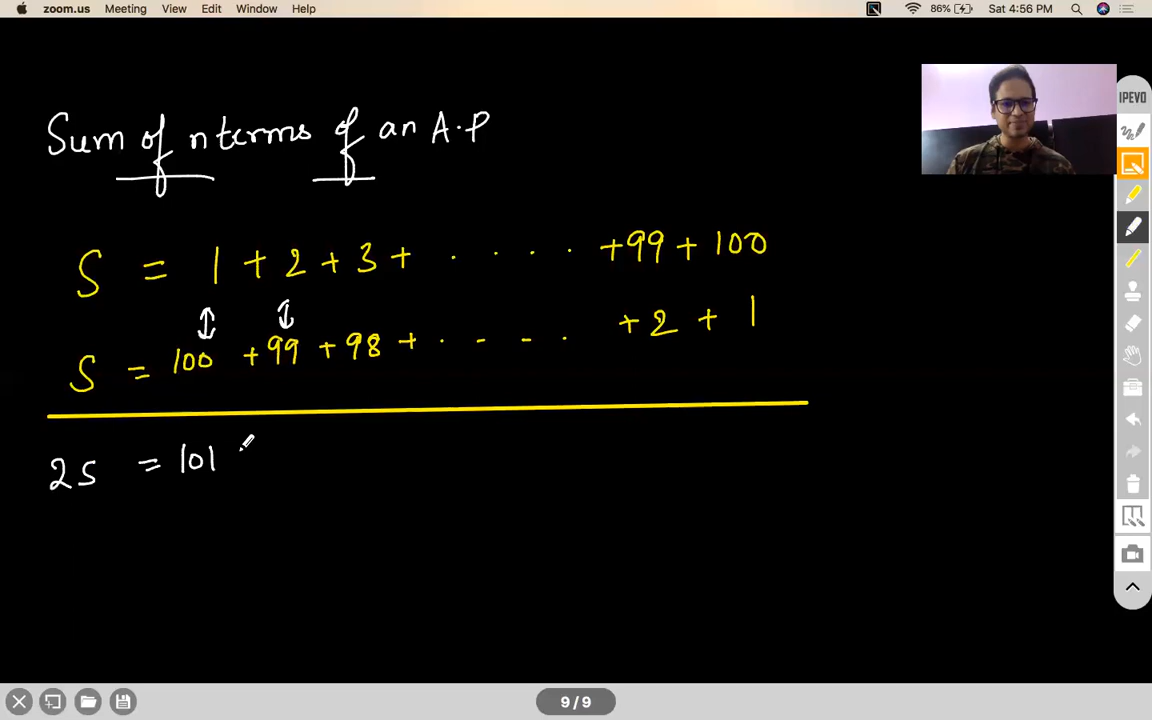 zoom.us Meeting View Edit Window Help 86% Sat 4:56 PM
IPEVO
Sum of n terms of an A.P
S = 1 + 2 + 3 + . . . . +99 + 100
S = 100 +99 +98 + . - - . +2 + 1
2S = 101
9 / 9